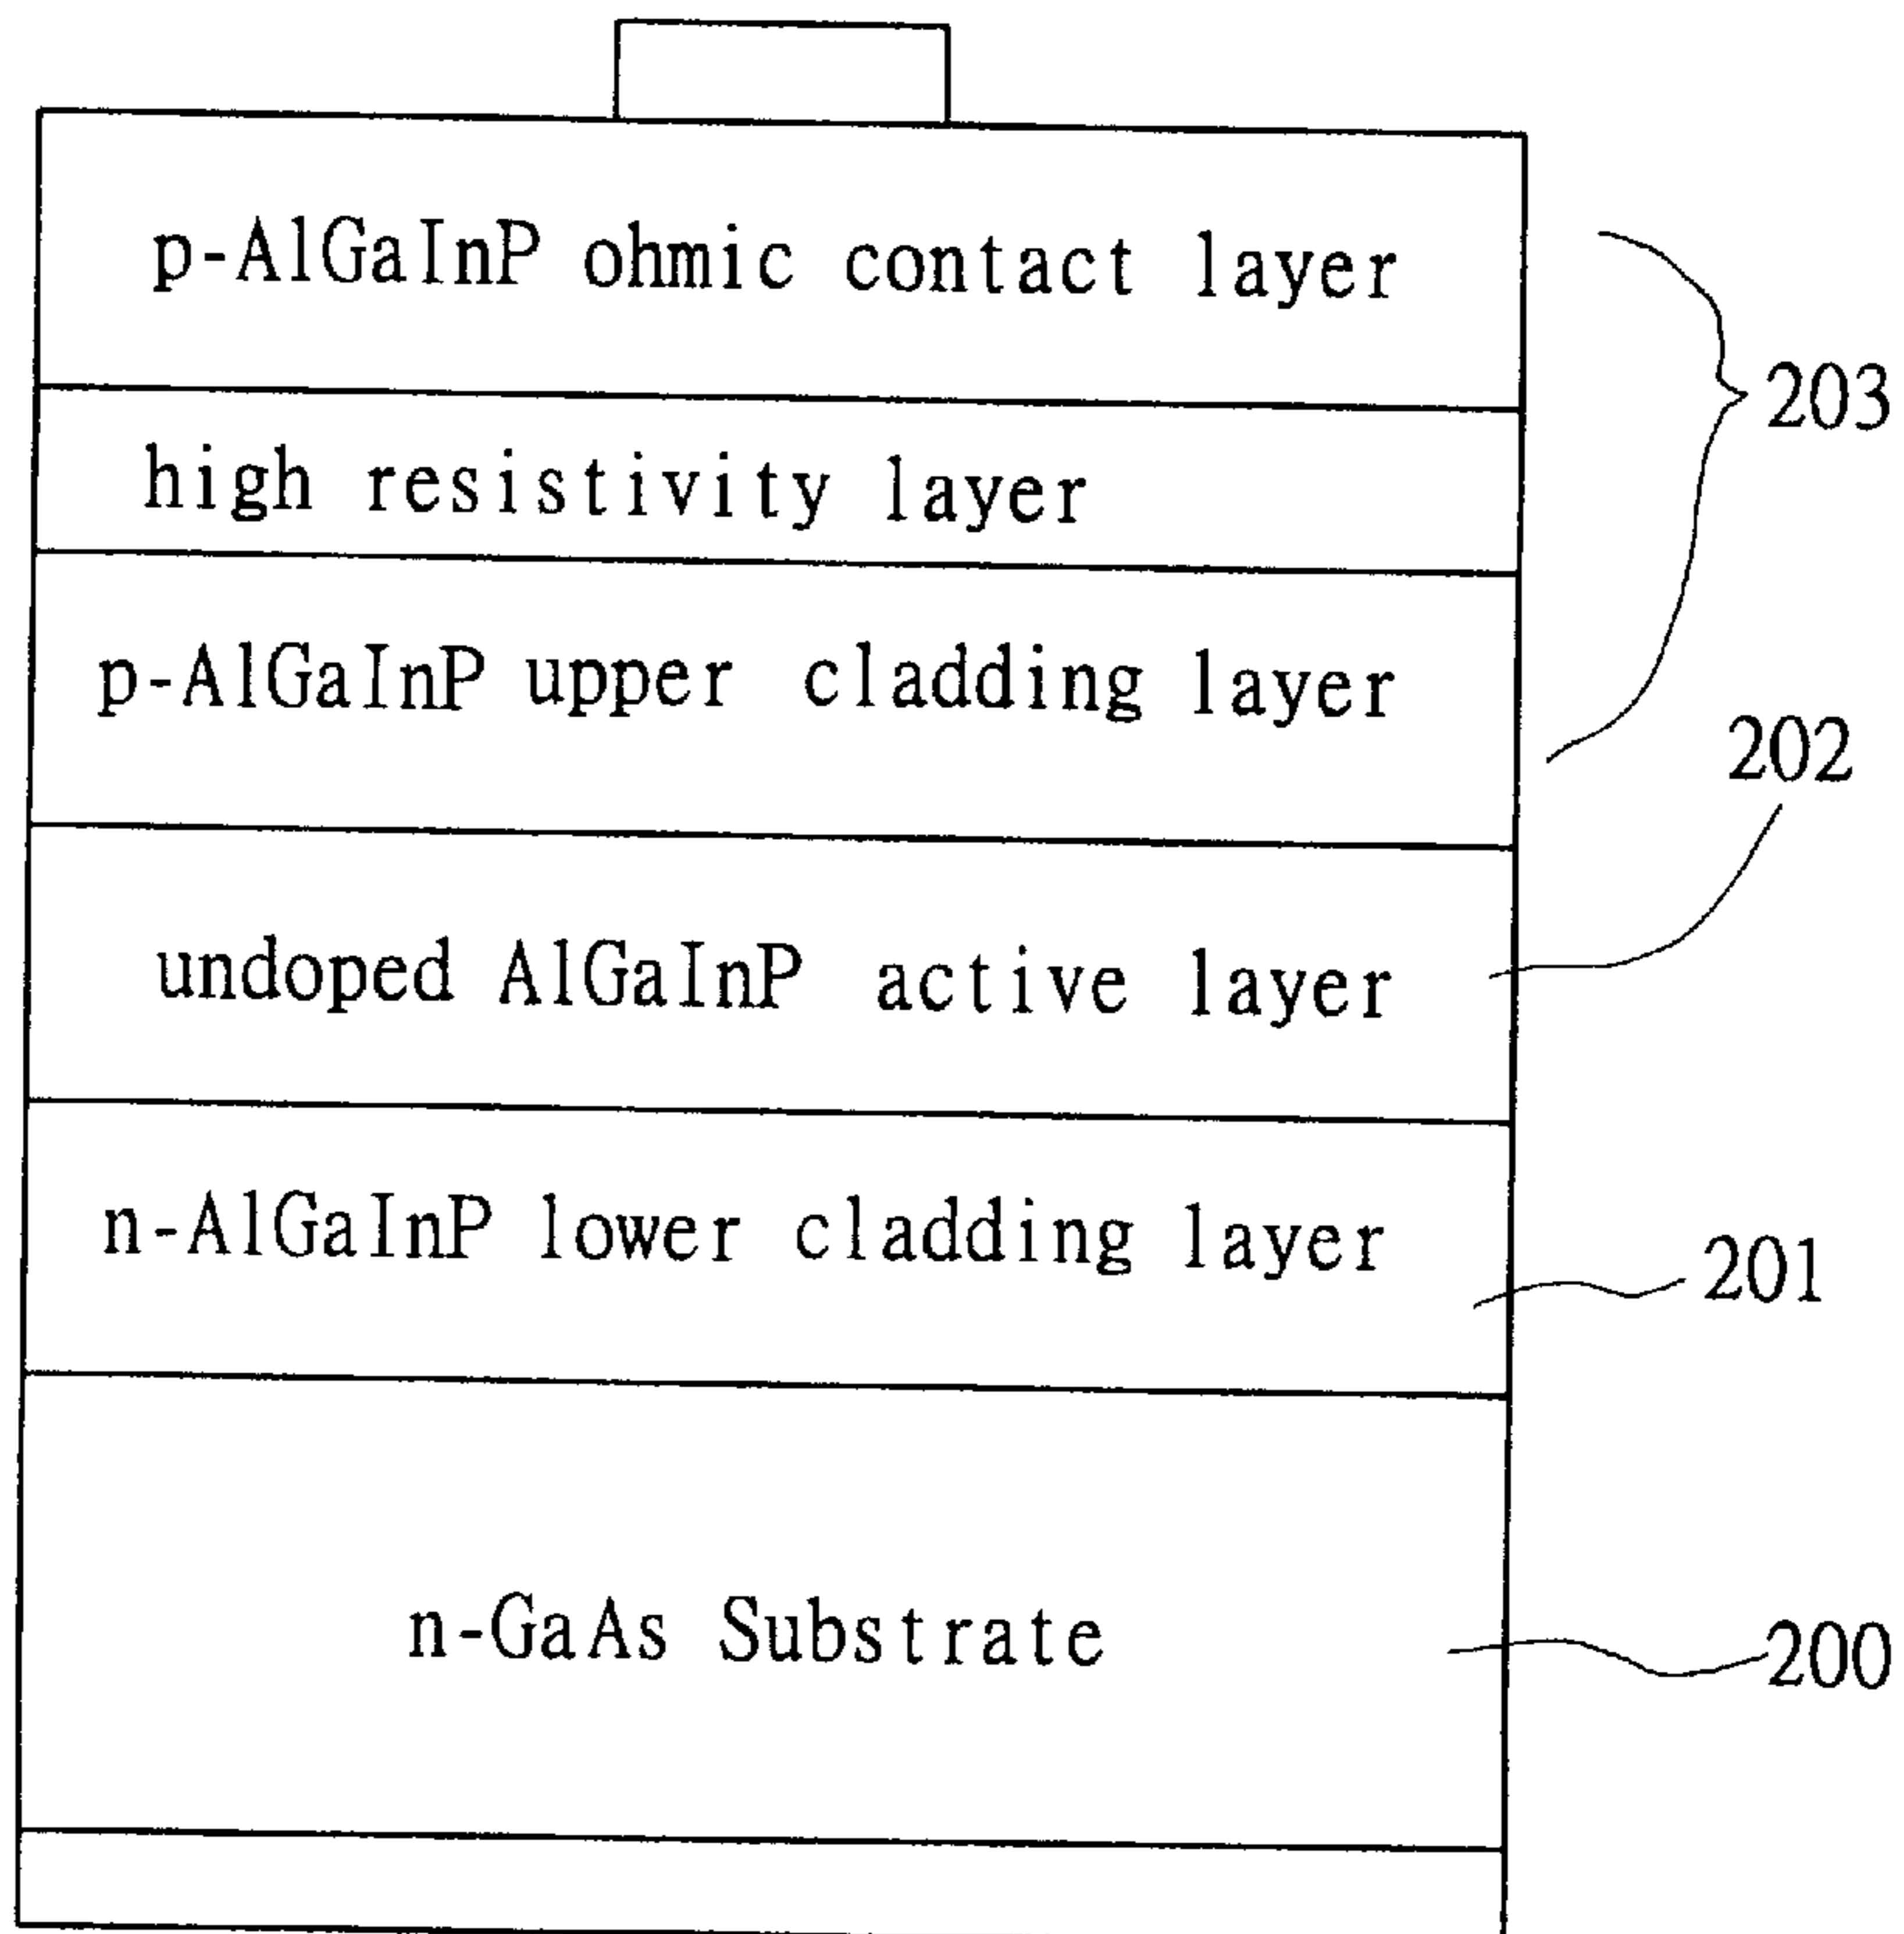 p-AlGaInP ohmic contact layer
203
high resistivity layer
p-AlGaInP upper cladding layer
202
undoped AlGaInP active layer
n-AlGaInP lower cladding layer
201
n-GaAs Substrate
200